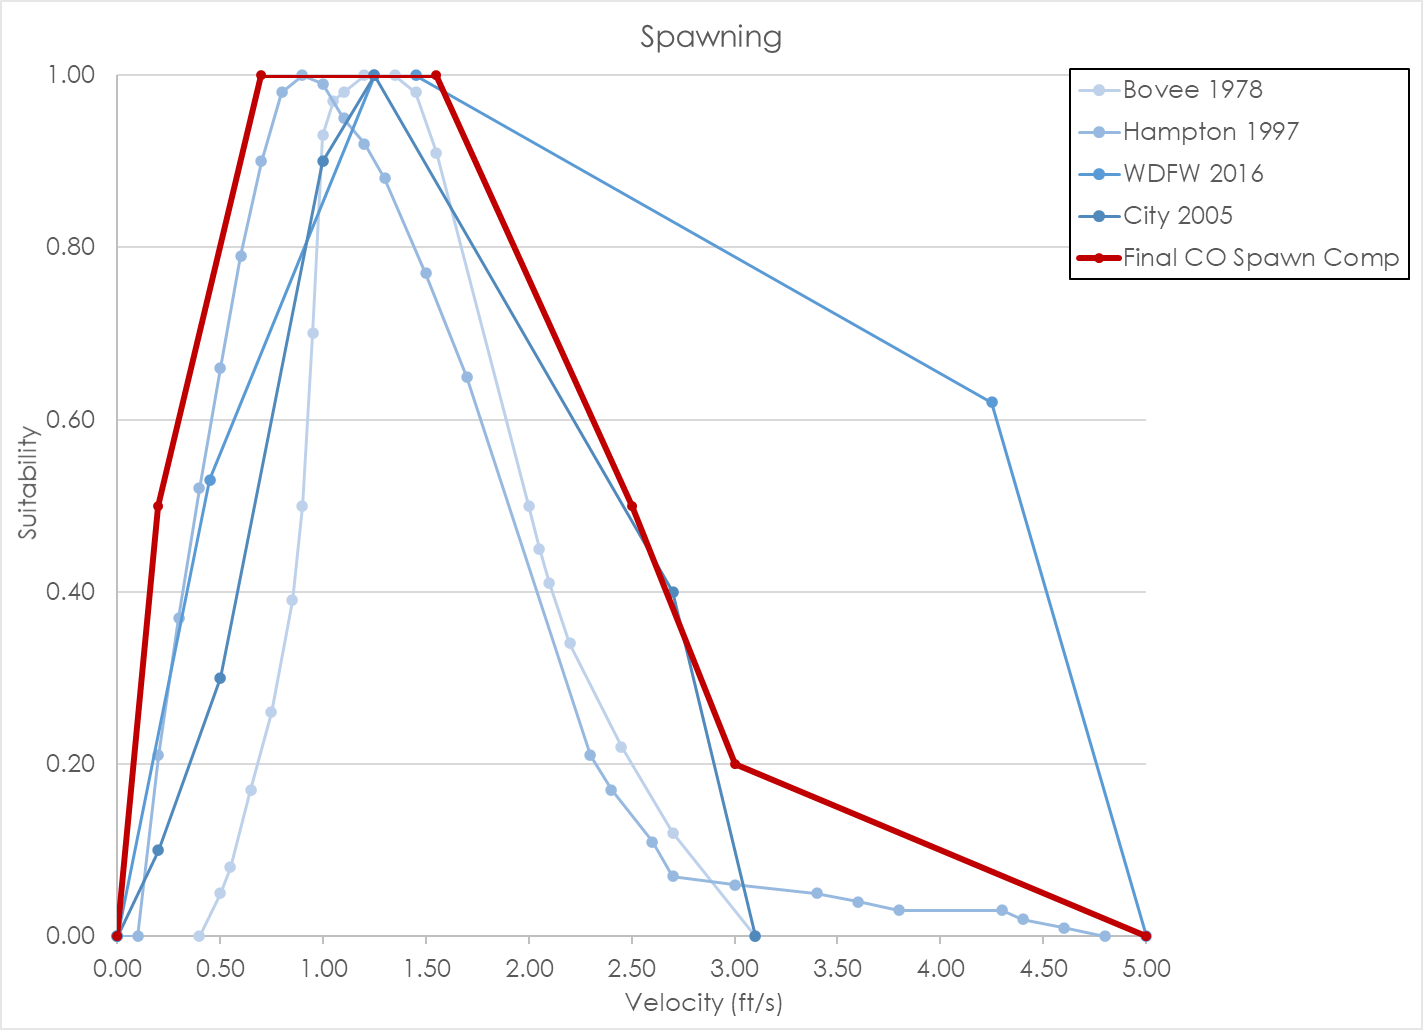 Spawning
1.00
0.80
0.60
0.40
0.20
0.00
Suitability
0.00 0.50 1.00 1.50 2.00 2.50 3.00 3.50 4.00 4.50 5.00
Velocity (ft/s)
Bovee 1978
Hampton 1997
WDFW 2016
City 2005
Final CO Spawn Comp